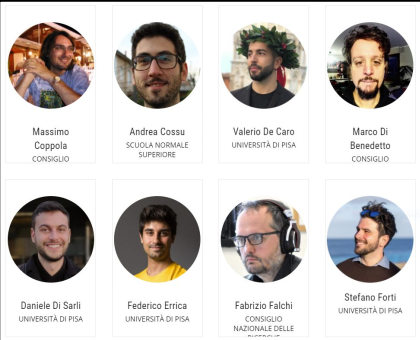 Massimo
Coppola
CONSIGLIO
Andrea Cossu
SCUOLA NORMALE
SUPERIORE
Valerio De Caro
UNIVERSITÀ DI PISA
Marco Di
Benedetto
CONSIGLIO
Daniele Di Sarli
UNIVERSITÀ DI PISA
Federico Errica
UNIVERSITÀ DI PISA
Fabrizio Falchi
CONSIGLIO
NAZIONALE DELLE
RICERCHE
Stefano Forti
UNIVERSITÀ DI PISA